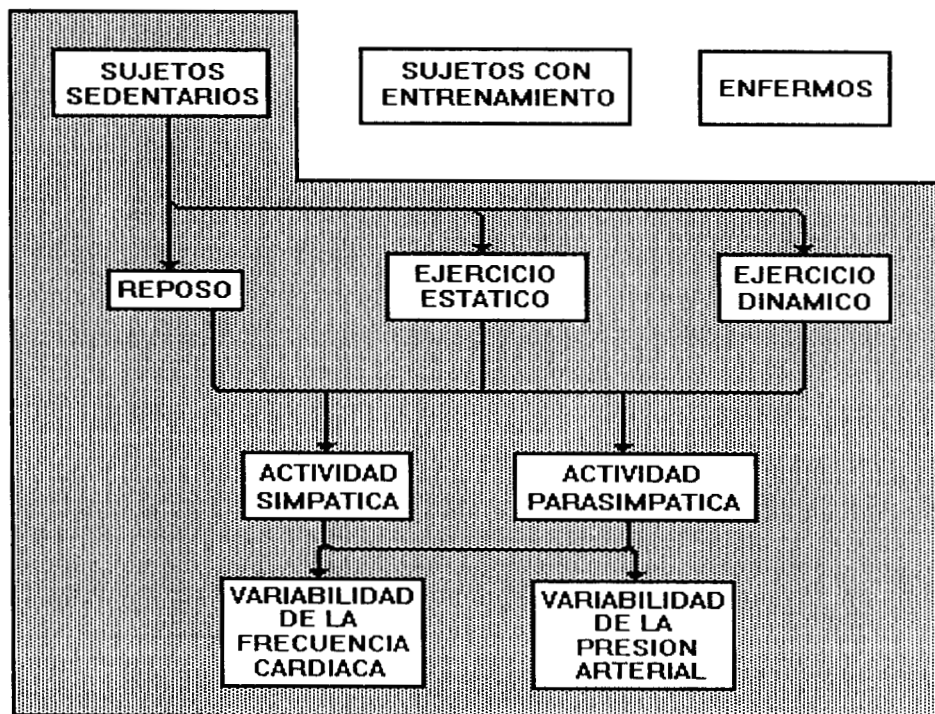 SUJETOS
SEDENTARIOS
SUJETOS CON
ENTRENAMIENTO
ENFERMOS
REPOSO
EJERCICIO
ESTATICO
EJERCICIO
DINAMICO
ACTIVIDAD
SIMPATICA
ACTIVIDAD
PARASIMPATICA
VARIABILIDAD
DE LA
FRECUENCIA
CARDIACA
VARIABILIDAD
DE LA
PRESION
ARTERIAL